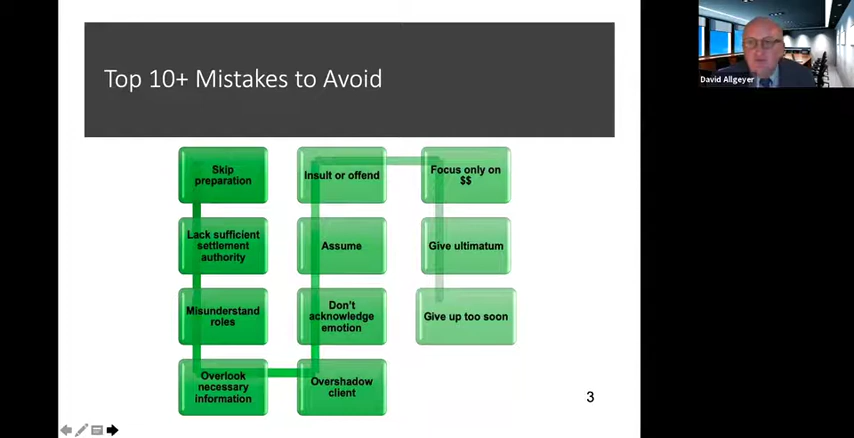 Top 10+ Mistakes to Avoid
David Allgeyer
Skip
preparation
Lack sufficient
settlement
authority
Misunderstand
roles
Overlook
necessary
information
Overshadow
client
Don't
acknowledge
emotion
Assume
Insult or offend
Focus only on
$$
Give ultimatum
Give up too soon
3